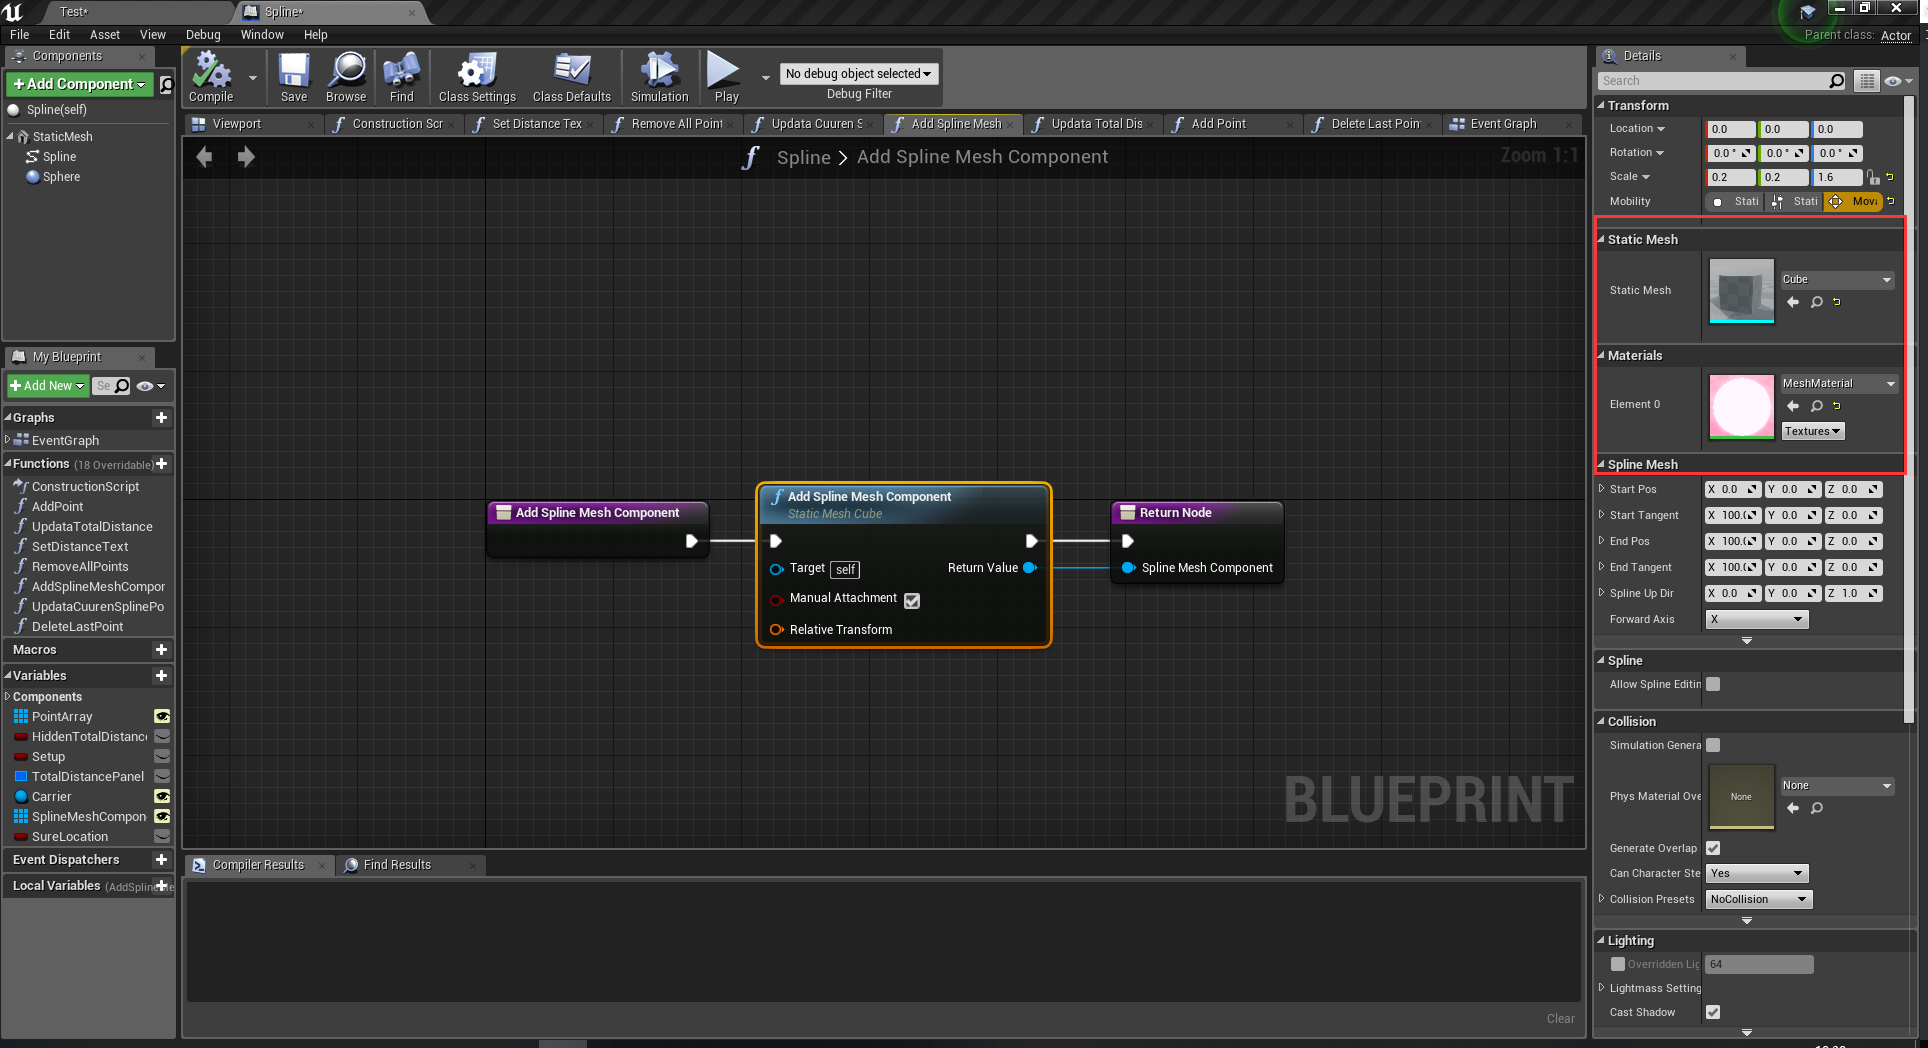 Test*
Spline*
File Edit Asset View Debug Window Help
Parent class: Actor
Components
+Add Component
Spline(self)
StaticMesh
Spline
Sphere
Compile
Save
Browse
Find
Class Settings
Class Defaults
Simulation
Play
No debug object selected
Debug Filter
Viewport
Construction Scr
Set Distance Tex
Remove All Point
Updata Cuuren S
Add Spline Mesh
Updata Total Dis
Add Point
Delete Last Poin
Event Graph
Spline > Add Spline Mesh Component
Zoom 1:1
My Blueprint
+Add New
Se
Graphs
EventGraph
Functions (18 Overridable)
ConstructionScript
AddPoint
UpdataTotalDistance
SetDistanceText
RemoveAllPoints
AddSplineMeshCompor
UpdataCuurenSplinePo
DeleteLastPoint
Macros
Variables
Components
PointArray
HiddenTotalDistanc
Setup
TotalDistancePanel
Carrier
SplineMeshCompon
SureLocation
Event Dispatchers
Local Variables (AddSpline
Add Spline Mesh Component
Add Spline Mesh Component
Static Mesh Cube
Target self
Return Value
Manual Attachment
Relative Transform
Return Node
Spline Mesh Component
BLUEPRINT
Compiler Results
Find Results
Clear
Details
Search
Transform
Location 0.0 0.0 0.0
Rotation 0.0 ° 0.0 ° 0.0 °
Scale 0.2 0.2 1.6
Mobility Stati Stati Mov
Static Mesh
Static Mesh
Cube
Materials
Element 0
MeshMaterial
Textures
Spline Mesh
Start Pos X 0.0 Y 0.0 Z 0.0
Start Tangent X 100.( Y 0.0 Z 0.0
End Pos X 100.( Y 0.0 Z 0.0
End Tangent X 100.( Y 0.0 Z 0.0
Spline Up Dir X 0.0 Y 0.0 Z 1.0
Forward Axis X
Spline
Allow Spline Editin
Collision
Simulation Genera
Phys Material Ove
None
None
Generate Overlap
Can Character Ste Yes
Collision Presets NoCollision
Lighting
Overridden Lig 64
Lightmass Setting
Cast Shadow